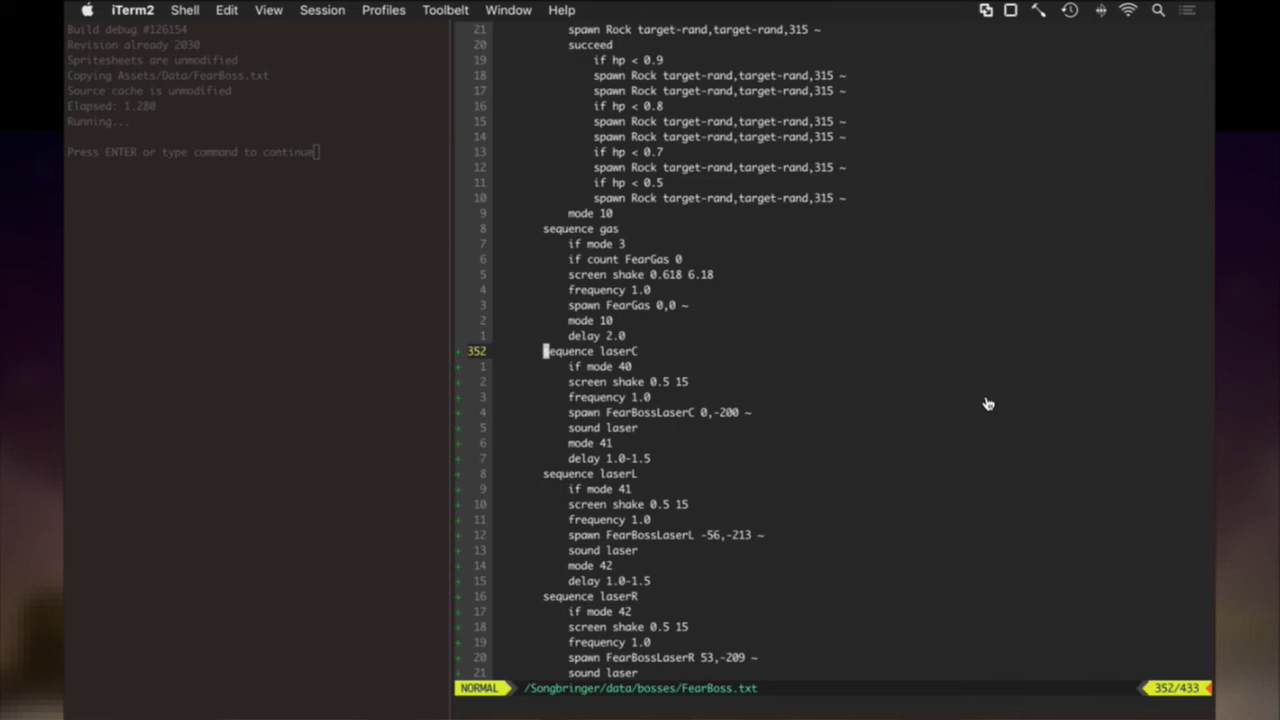 iTerm2 Shell Edit View Session Profiles Toolbelt Window Help
Build debug #126154
Revision already 2030
Spritesheets are unmodified
Copying Assets/Data/FearBoss.txt
Source cache is unmodified
Elapsed: 1.280
Running...
Press ENTER or type command to continue
21 spawn Rock target-rand,target-rand,315 ~
20 succeed
19 if hp < 0.9
18 spawn Rock target-rand,target-rand,315 ~
17 spawn Rock target-rand,target-rand,315 ~
16 if hp < 0.8
15 spawn Rock target-rand,target-rand,315 ~
14 spawn Rock target-rand,target-rand,315 ~
13 if hp < 0.7
12 spawn Rock target-rand,target-rand,315 ~
11 if hp < 0.5
10 spawn Rock target-rand,target-rand,315 ~
9 mode 10
8 sequence gas
7 if mode 3
6 if count FearGas 0
5 screen shake 0.618 6.18
4 frequency 1.0
3 spawn FearGas 0,0 ~
2 mode 10
1 delay 2.0
+ 352 sequence laserC
+ 1 if mode 40
+ 2 screen shake 0.5 15
+ 3 frequency 1.0
+ 4 spawn FearBossLaserC 0,-200 ~
+ 5 sound laser
+ 6 mode 41
+ 7 delay 1.0-1.5
+ 8 sequence laserL
+ 9 if mode 41
+ 10 screen shake 0.5 15
+ 11 frequency 1.0
+ 12 spawn FearBossLaserL -56,-213 ~
+ 13 sound laser
+ 14 mode 42
+ 15 delay 1.0-1.5
+ 16 sequence laserR
+ 17 if mode 42
+ 18 screen shake 0.5 15
+ 19 frequency 1.0
+ 20 spawn FearBossLaserR 53,-209 ~
+ 21 sound laser
NORMAL /Songbringer/data/bosses/FearBoss.txt 352/433